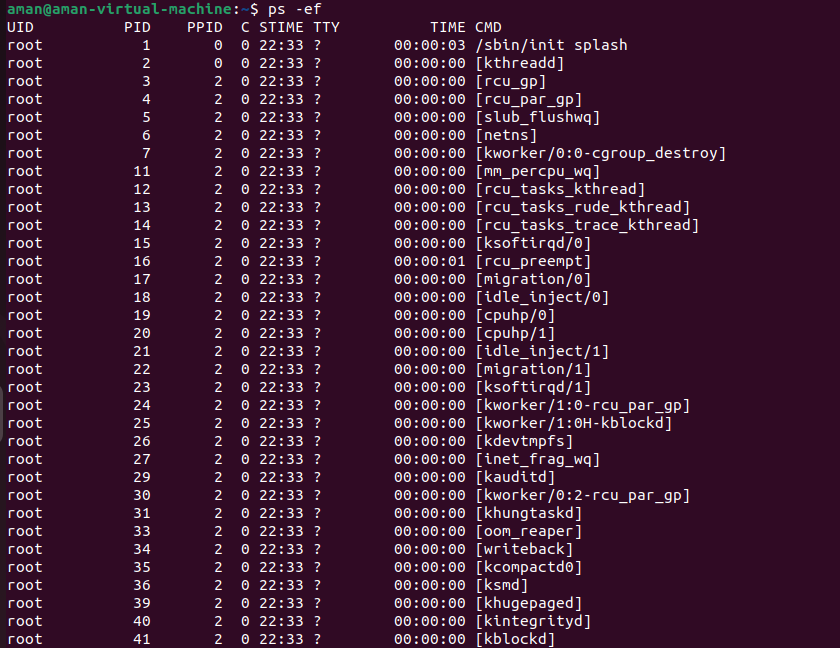 aman@aman-virtual-machine:~$ ps -ef
UID          PID    PPID  C STIME TTY          TIME CMD
root           1       0  0 22:33 ?        00:00:03 /sbin/init splash
root           2       0  0 22:33 ?        00:00:00 [kthreadd]
root           3       2  0 22:33 ?        00:00:00 [rcu_gp]
root           4       2  0 22:33 ?        00:00:00 [rcu_par_gp]
root           5       2  0 22:33 ?        00:00:00 [slub_flushwq]
root           6       2  0 22:33 ?        00:00:00 [netns]
root           7       2  0 22:33 ?        00:00:00 [kworker/0:0-cgroup_destroy]
root          11       2  0 22:33 ?        00:00:00 [mm_percpu_wq]
root          12       2  0 22:33 ?        00:00:00 [rcu_tasks_kthread]
root          13       2  0 22:33 ?        00:00:00 [rcu_tasks_rude_kthread]
root          14       2  0 22:33 ?        00:00:00 [rcu_tasks_trace_kthread]
root          15       2  0 22:33 ?        00:00:00 [ksoftirqd/0]
root          16       2  0 22:33 ?        00:00:01 [rcu_preempt]
root          17       2  0 22:33 ?        00:00:00 [migration/0]
root          18       2  0 22:33 ?        00:00:00 [idle_inject/0]
root          19       2  0 22:33 ?        00:00:00 [cpuhp/0]
root          20       2  0 22:33 ?        00:00:00 [cpuhp/1]
root          21       2  0 22:33 ?        00:00:00 [idle_inject/1]
root          22       2  0 22:33 ?        00:00:00 [migration/1]
root          23       2  0 22:33 ?        00:00:00 [ksoftirqd/1]
root          24       2  0 22:33 ?        00:00:00 [kworker/1:0-rcu_par_gp]
root          25       2  0 22:33 ?        00:00:00 [kworker/1:0H-kblockd]
root          26       2  0 22:33 ?        00:00:00 [kdevtmpfs]
root          27       2  0 22:33 ?        00:00:00 [inet_frag_wq]
root          29       2  0 22:33 ?        00:00:00 [kauditd]
root          30       2  0 22:33 ?        00:00:00 [kworker/0:2-rcu_par_gp]
root          31       2  0 22:33 ?        00:00:00 [khungtaskd]
root          33       2  0 22:33 ?        00:00:00 [oom_reaper]
root          34       2  0 22:33 ?        00:00:00 [writeback]
root          35       2  0 22:33 ?        00:00:00 [kcompactd0]
root          36       2  0 22:33 ?        00:00:00 [ksmd]
root          39       2  0 22:33 ?        00:00:00 [khugepaged]
root          40       2  0 22:33 ?        00:00:00 [kintegrityd]
root          41       2  0 22:33 ?        00:00:00 [kblockd]